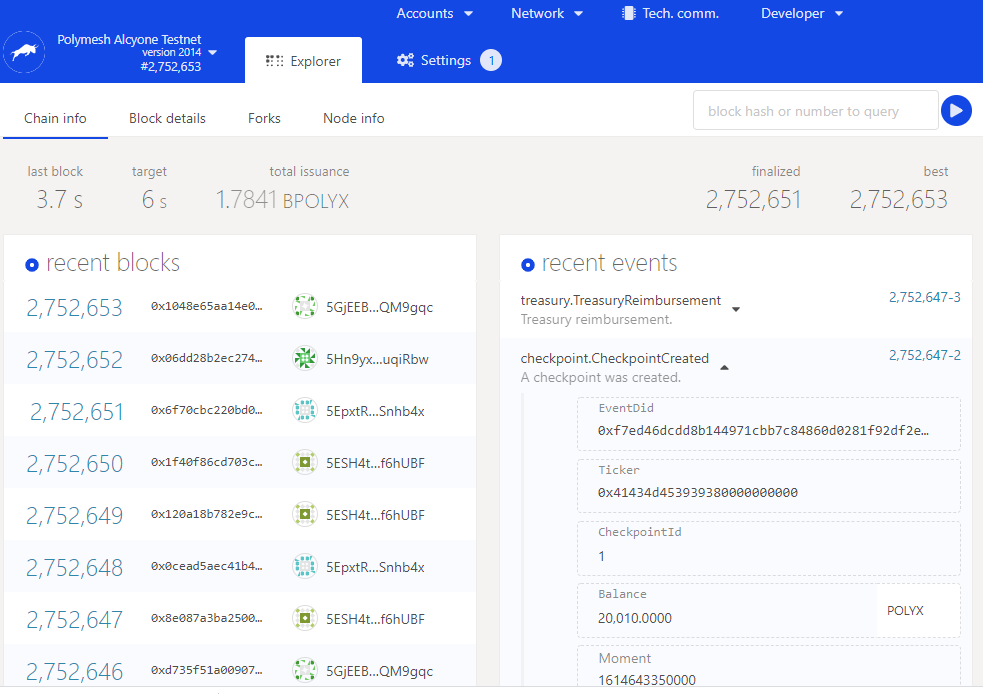 Accounts Network Tech. comm. Developer
Polymesh Alcyone Testnet
version 2014
#2,752,653
Explorer
Settings 1
Chain info Block details Forks Node info
block hash or number to query
last block target total issuance finalized best
3.7 s 6 s 1.7841 BPOLYX 2,752,651 2,752,653
recent blocks
2,752,653 0x1048e65aa14e0… 5GjEEB…QM9gqc
2,752,652 0x06dd28b2ec274… 5Hn9yx…uqiRbw
2,752,651 0x6f70cbc220bd0… 5EpxtR…Snhb4x
2,752,650 0x1f40f86cd703c… 5ESH4t…f6hUBF
2,752,649 0x120a18b782e9c… 5ESH4t…f6hUBF
2,752,648 0x0cead5aec41b4… 5EpxtR…Snhb4x
2,752,647 0x8e087a3ba2500… 5ESH4t…f6hUBF
2,752,646 0xd735f51a00907… 5GjEEB…QM9gqc
recent events
treasury.TreasuryReimbursement 2,752,647-3
Treasury reimbursement.
checkpoint.CheckpointCreated 2,752,647-2
A checkpoint was created.
EventDid
0xf7ed46dcdd8b144971cbb7c84860d0281f92df2e…
Ticker
0x41434d453939380000000000
CheckpointId
1
Balance
20,010.0000 POLYX
Moment
1614643350000